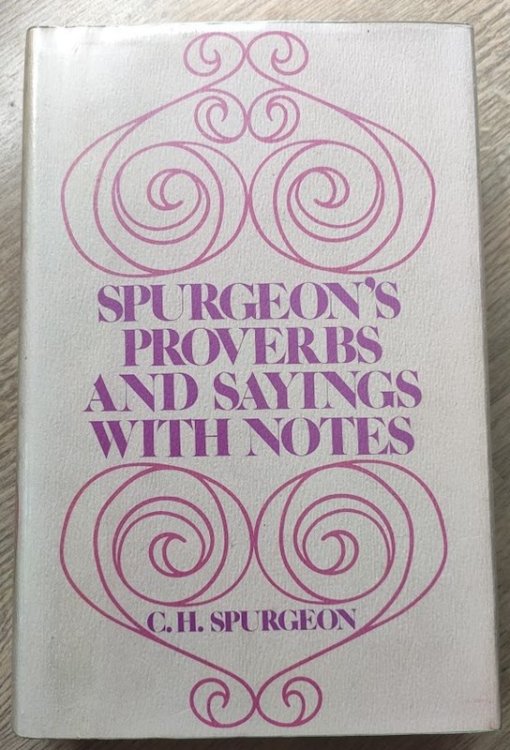 SPURGEON'S
PROVERBS
AND SAYINGS
WITH NOTES
C. H. SPURGEON